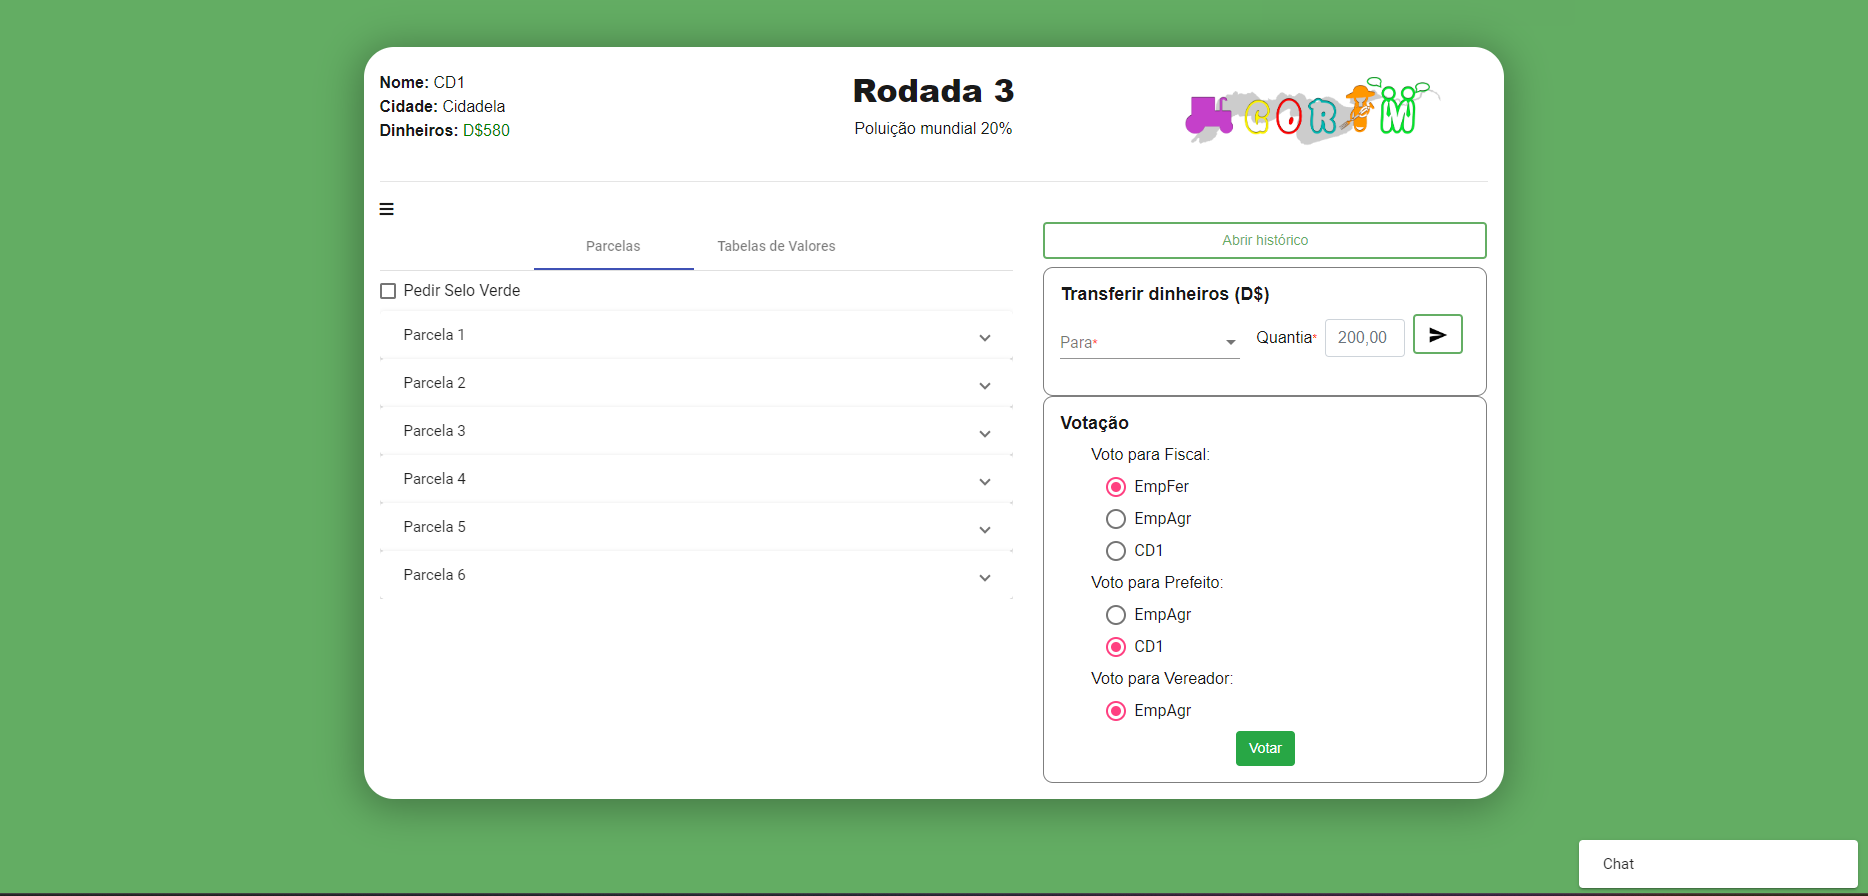 Nome: CD1
Cidade: Cidadela
Dinheiros: D$580
Rodada 3
Poluição mundial 20%
GORIM
Parcelas
Tabelas de Valores
Pedir Selo Verde
Parcela 1
Parcela 2
Parcela 3
Parcela 4
Parcela 5
Parcela 6
Abrir histórico
Transferir dinheiros (D$)
Para*
Quantia*
200,00
Votação
Voto para Fiscal:
EmpFer
EmpAgr
CD1
Voto para Prefeito:
EmpAgr
CD1
Voto para Vereador:
EmpAgr
Votar
Chat